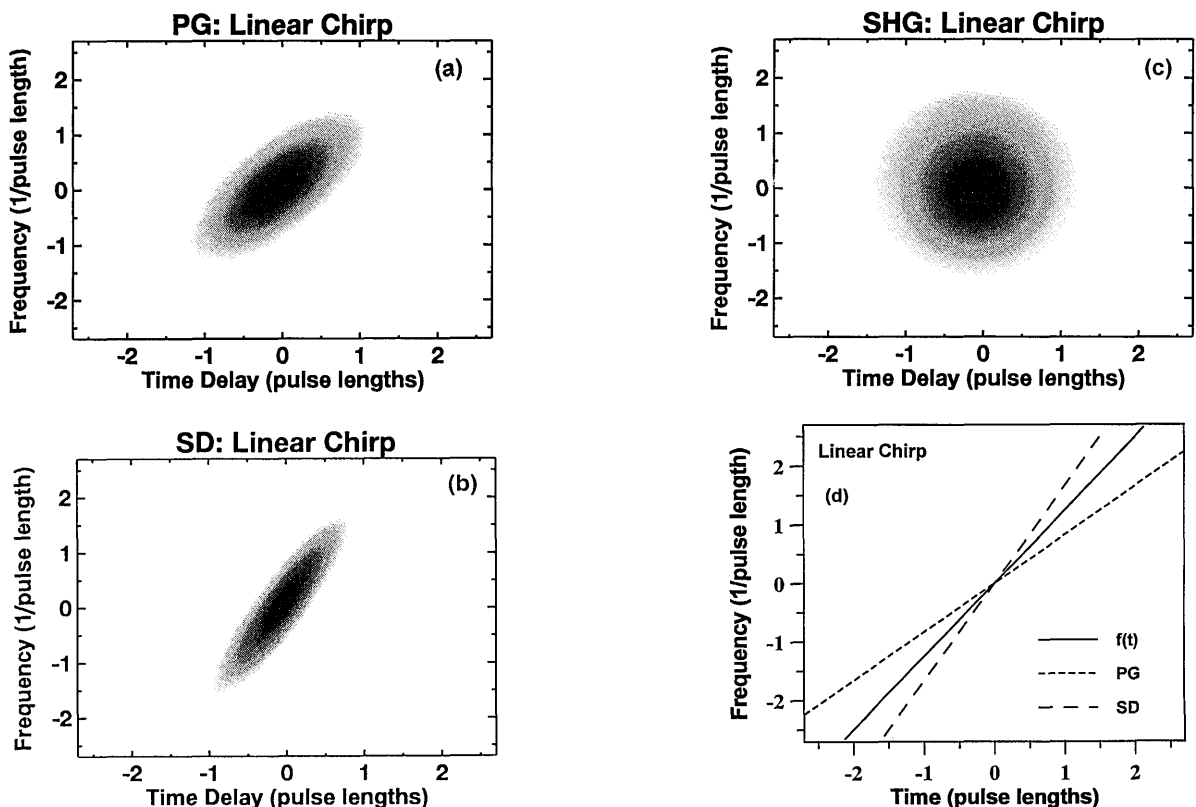 PG: Linear Chirp
(a)
Frequency (1/pulse length)
2
1
0
-1
-2
-2 -1 0 1 2
Time Delay (pulse lengths)
SHG: Linear Chirp
(c)
Frequency (1/pulse length)
2
1
0
-1
-2
-2 -1 0 1 2
Time Delay (pulse lengths)
SD: Linear Chirp
(b)
Frequency (1/pulse length)
2
1
0
-1
-2
-2 -1 0 1 2
Time Delay (pulse lengths)
Linear Chirp
(d)
Frequency (1/pulse length)
2
1
0
-1
-2
f(t)
PG
SD
-2 -1 0 1 2
Time (pulse lengths)